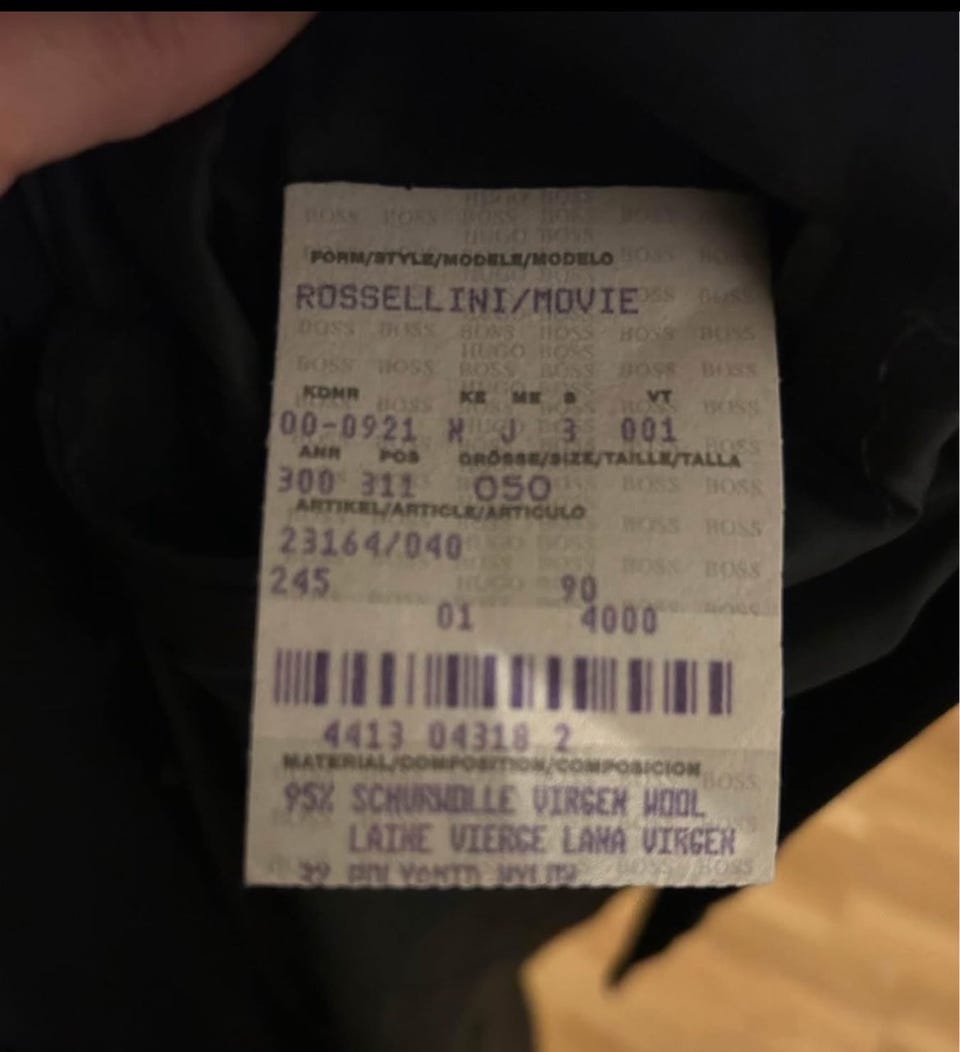 FORM/STYLE/MODELE/MODELO
ROSSELLINI/MOVIE
KDNR KE ME B VT
00-0921 J 3 001
ANR POS GRÖSSE/SIZE/TAILLE/TALLA
300 311 050
ARTIKEL/ARTICLE/ARTICULO
23164/040
245 90
01 4000
4413 04318 2
MATERIAL/COMPOSITION/COMPOSICION
95% SCHURWOLLE VIRGEN WOOL
LAINE VIERGE LANA VIRGEN